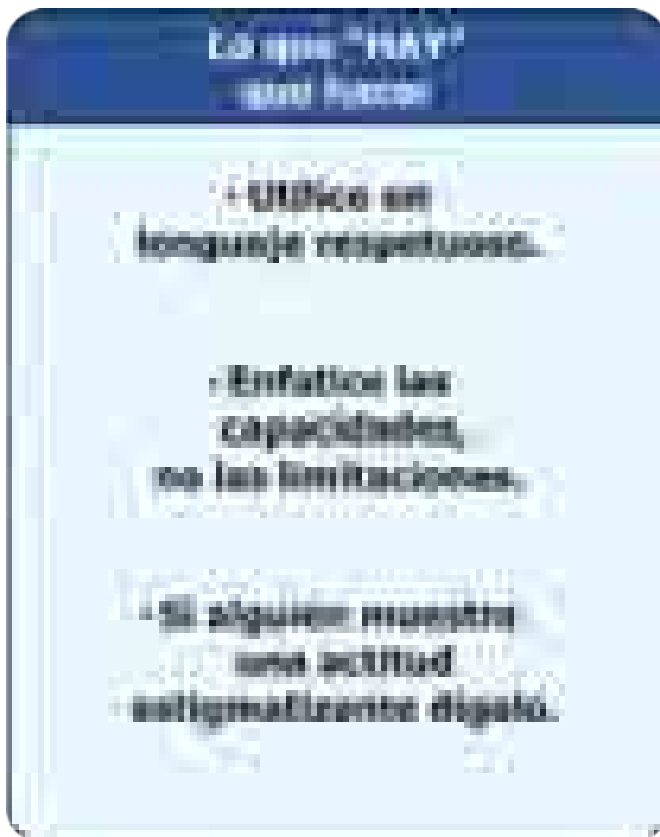 Lo que "HAY"
que hacer
- Utilice un
lenguaje respetuoso.
- Enfatice las
capacidades,
no las limitaciones.
- Si alguien muestra
una actitud
estigmatizante dígalo.